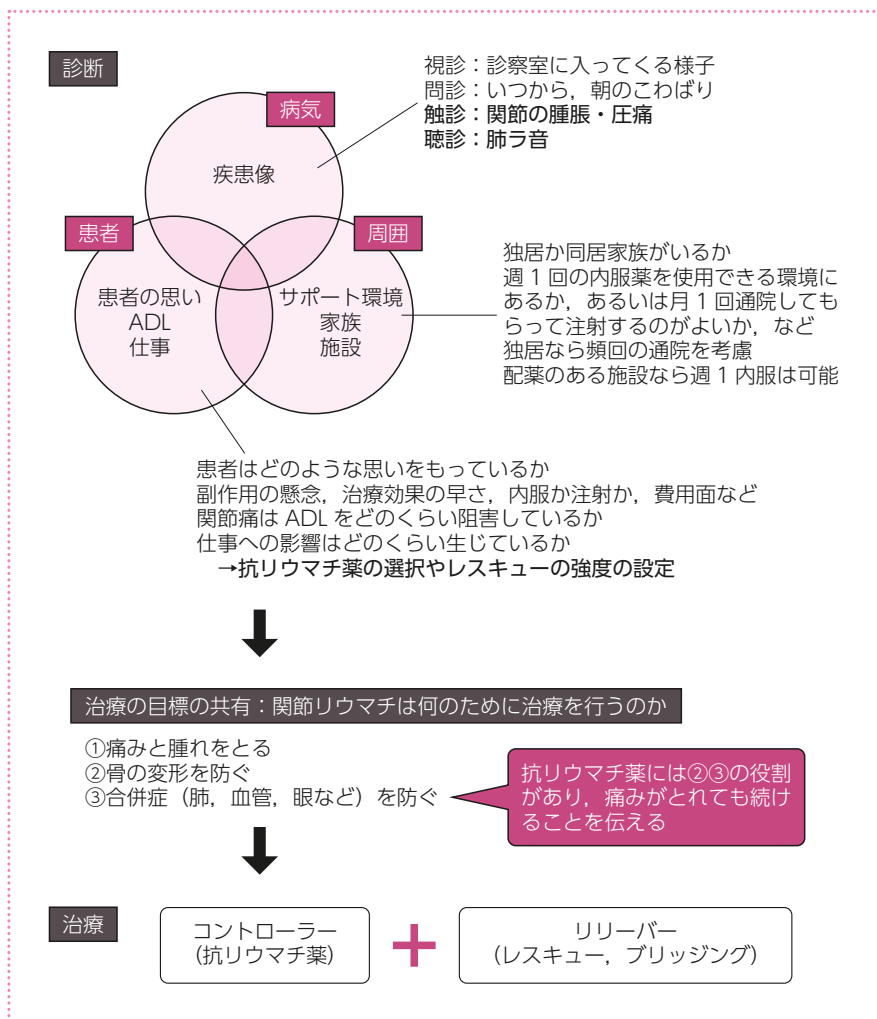 診断
視診：診察室に入ってくる様子
問診：いつから，朝のこわばり
触診：関節の腫脹・圧痛
聴診：肺ラ音
病気
疾患像
患者
周囲
患者の思い
ADL
仕事
サポート環境
家族
施設
独居か同居家族がいるか
週1回の内服薬を使用できる環境に
あるか，あるいは月1回通院しても
らって注射するのがよいか，など
独居なら頻回の通院を考慮
配薬のある施設なら週1内服は可能
患者はどのような思いをもっているか
副作用の懸念，治療効果の早さ，内服か注射か，費用面など
関節痛は ADL をどのくらい阻害しているか
仕事への影響はどのくらい生じているか
→抗リウマチ薬の選択やレスキューの強度の設定
治療の目標の共有：関節リウマチは何のために治療を行うのか
①痛みと腫れをとる
②骨の変形を防ぐ
③合併症（肺，血管，眼など）を防ぐ
抗リウマチ薬には②③の役割
があり，痛みがとれても続け
ることを伝える
治療
コントローラー
（抗リウマチ薬）
+
リリーバー
（レスキュー，ブリッジング）